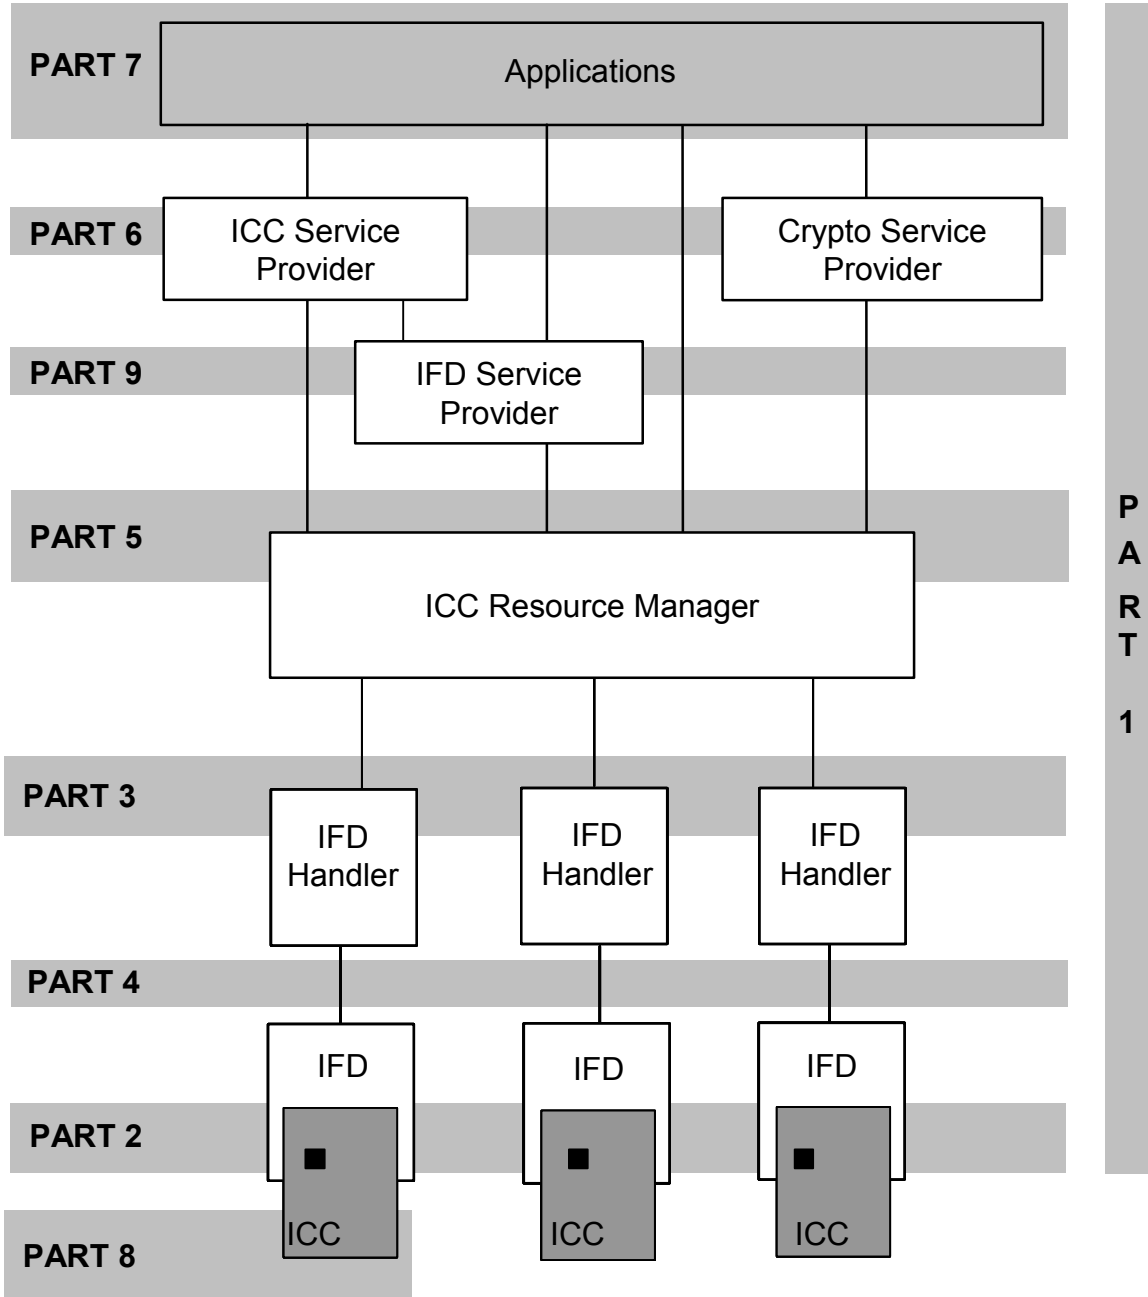 PART 7
Applications
PART 6
ICC Service
Provider
Crypto Service
Provider
PART 9
IFD Service
Provider
PART 5
ICC Resource Manager
PART 3
IFD
Handler
IFD
Handler
IFD
Handler
PART 4
IFD
IFD
IFD
PART 2
ICC
ICC
ICC
PART 8
P
A
R
T
1